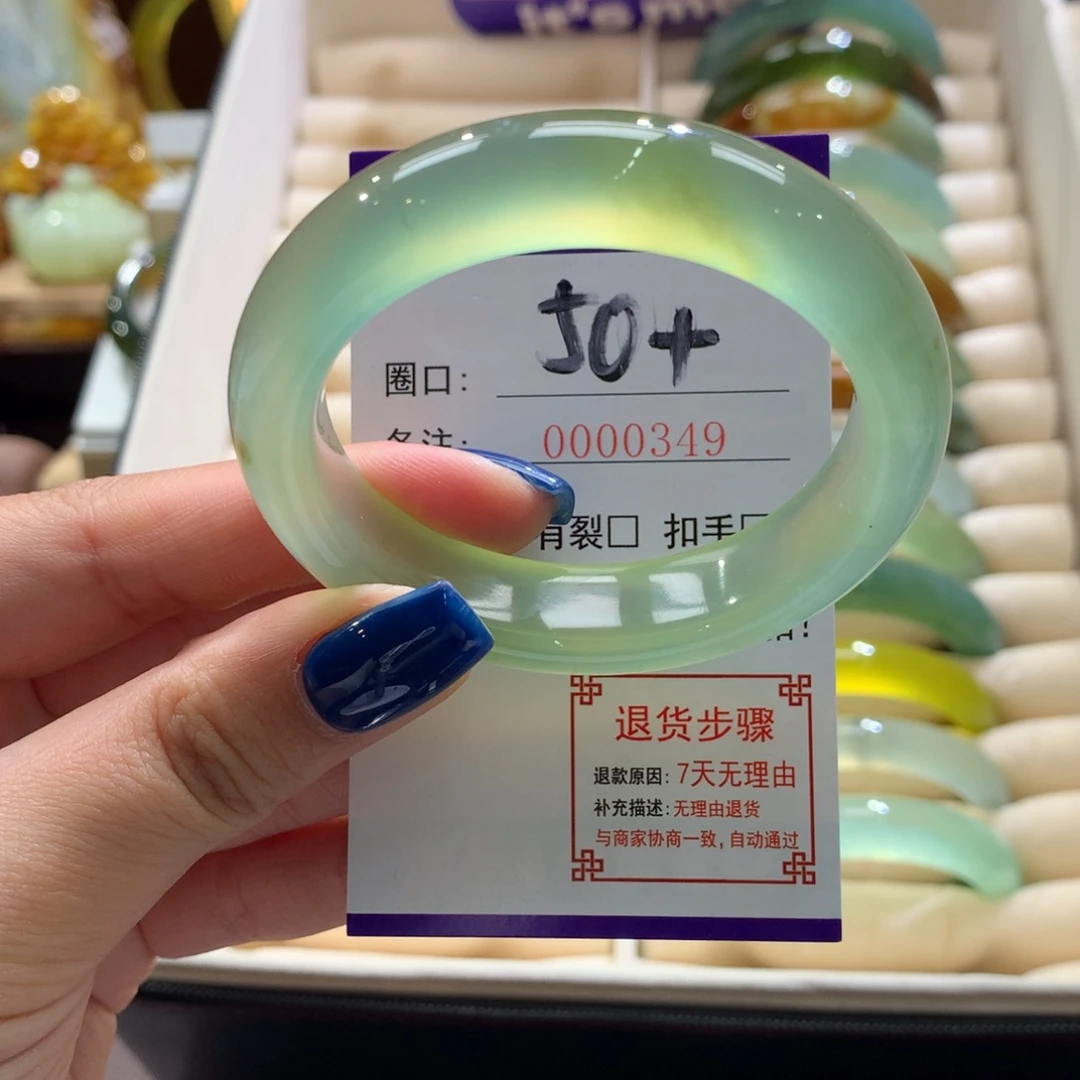 it's m
圈口: 50+
备注: 0000349
有裂□ 扣手□
退货步骤
退款原因: 7天无理由
补充描述: 无理由退货
与商家协商一致, 自动通过